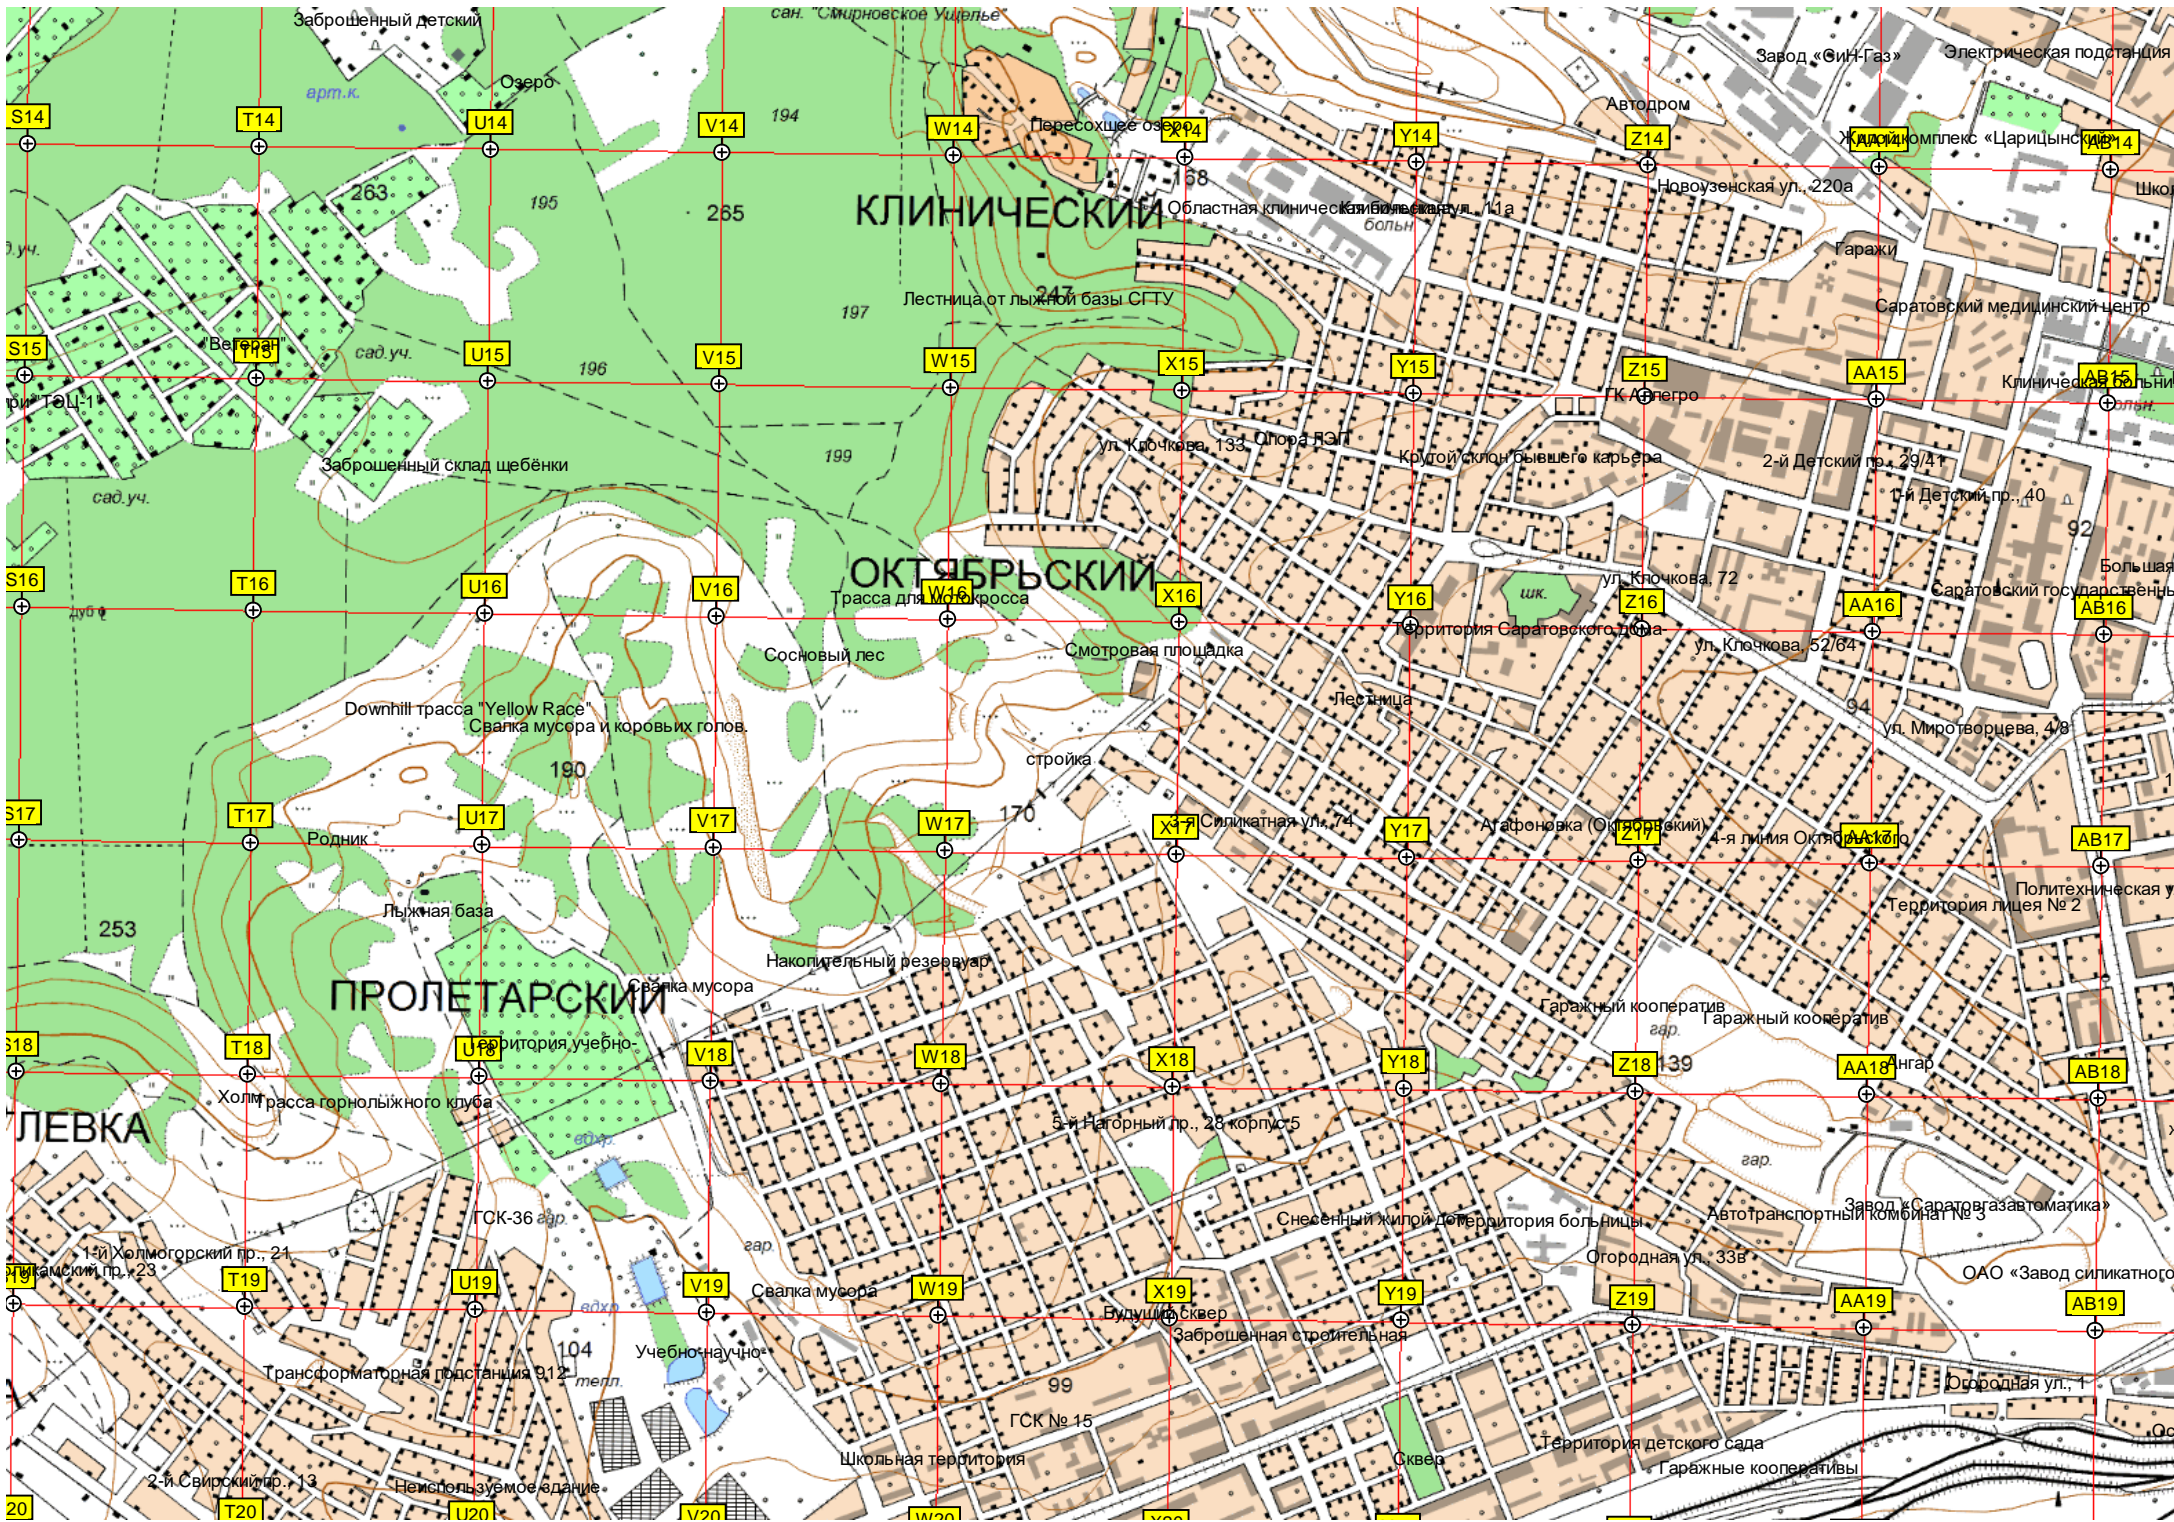 сан. "Смирновское Ущелье"
Заброшенный детский
Завод «СиН-Газ»
Электрическая подстанция
Озеро
арт.к.
Автодром
194
S14
T14
U14
V14
W14
Пересохшее озеро
X14
Y14
Z14
Жилой комплекс «Царицынский»
AA14
AB14
263
195
265
КЛИНИЧЕСКИЙ
168
Новоузенская ул., 220а
Областная клиническая больница
Клиническая ул., 11а
больн.
Гаражи
247
Лестница от лыжной базы СГТУ
197
Саратовский медицинский центр
"Ветеран"
сад.уч.
196
S15
T15
U15
V15
W15
X15
Y15
Z15
AA15
AB15
ГК Аллегро
"ТЭЦ-1"
199
ул. Клочкова, 133
Опора ЛЭП
Крутой склон бывшего карьера
2-й Детский пр., 29/41
Заброшенный склад щебёнки
сад.уч.
1-й Детский пр., 40
92
ОКТЯБРЬСКИЙ
Большая
ул. Клочкова, 72
шк.
S16
T16
U16
V16
W16
X16
Y16
Z16
AA16
AB16
Трасса для мотокросса
дуб
Территория Саратовского дома-
Сосновый лес
Смотровая площадка
ул. Клочкова, 52/64
Лестница
Downhill трасса "Yellow Race"
Свалка мусора и коровьих голов.
94
ул. Миротворцева, 4/8
190
стройка
170
S17
T17
U17
V17
W17
X17
Y17
Z17
AA17
AB17
3-я Силикатная ул., 74
Агафоновка (Октябрьский)
4-я линия Октябрьского
Родник
Лыжная база
Территория лицея № 2
253
Накопительный резервуар
ПРОЛЕТАРСКИЙ
Свалка мусора
Гаражный кооператив
Гаражный кооператив
гар.
Территория учебно-
S18
T18
U18
V18
W18
X18
Y18
Z18
139
AA18
Ангар
AB18
Холм
Трасса горнолыжного клуба
ЛЕВКА
5-й Нагорный пр., 28 корпус 5
вдхр.
гар.
ГСК-36
гар.
Снесенный жилой дом
Территория больницы
Завод «Саратовгазавтоматика»
Автотранспортный комбинат № 3
1-й Холмогорский пр., 21
гар.
Огородная ул., 33в
ОАО «Завод силикатного
T19
U19
V19
W19
X19
Y19
Z19
AA19
AB19
Свалка мусора
вдхр.
Будущий сквер
Заброшенная строительная
104
Учебно-научно-
Трансформаторная подстанция 912
тепл.
99
Огородная ул., 1
ГСК № 15
Территория детского сада
Школьная территория
Сквер
Гаражные кооперативы
2-й Свирский пр., 13
Неиспользуемое здание
20
T20
U20
V20
W20